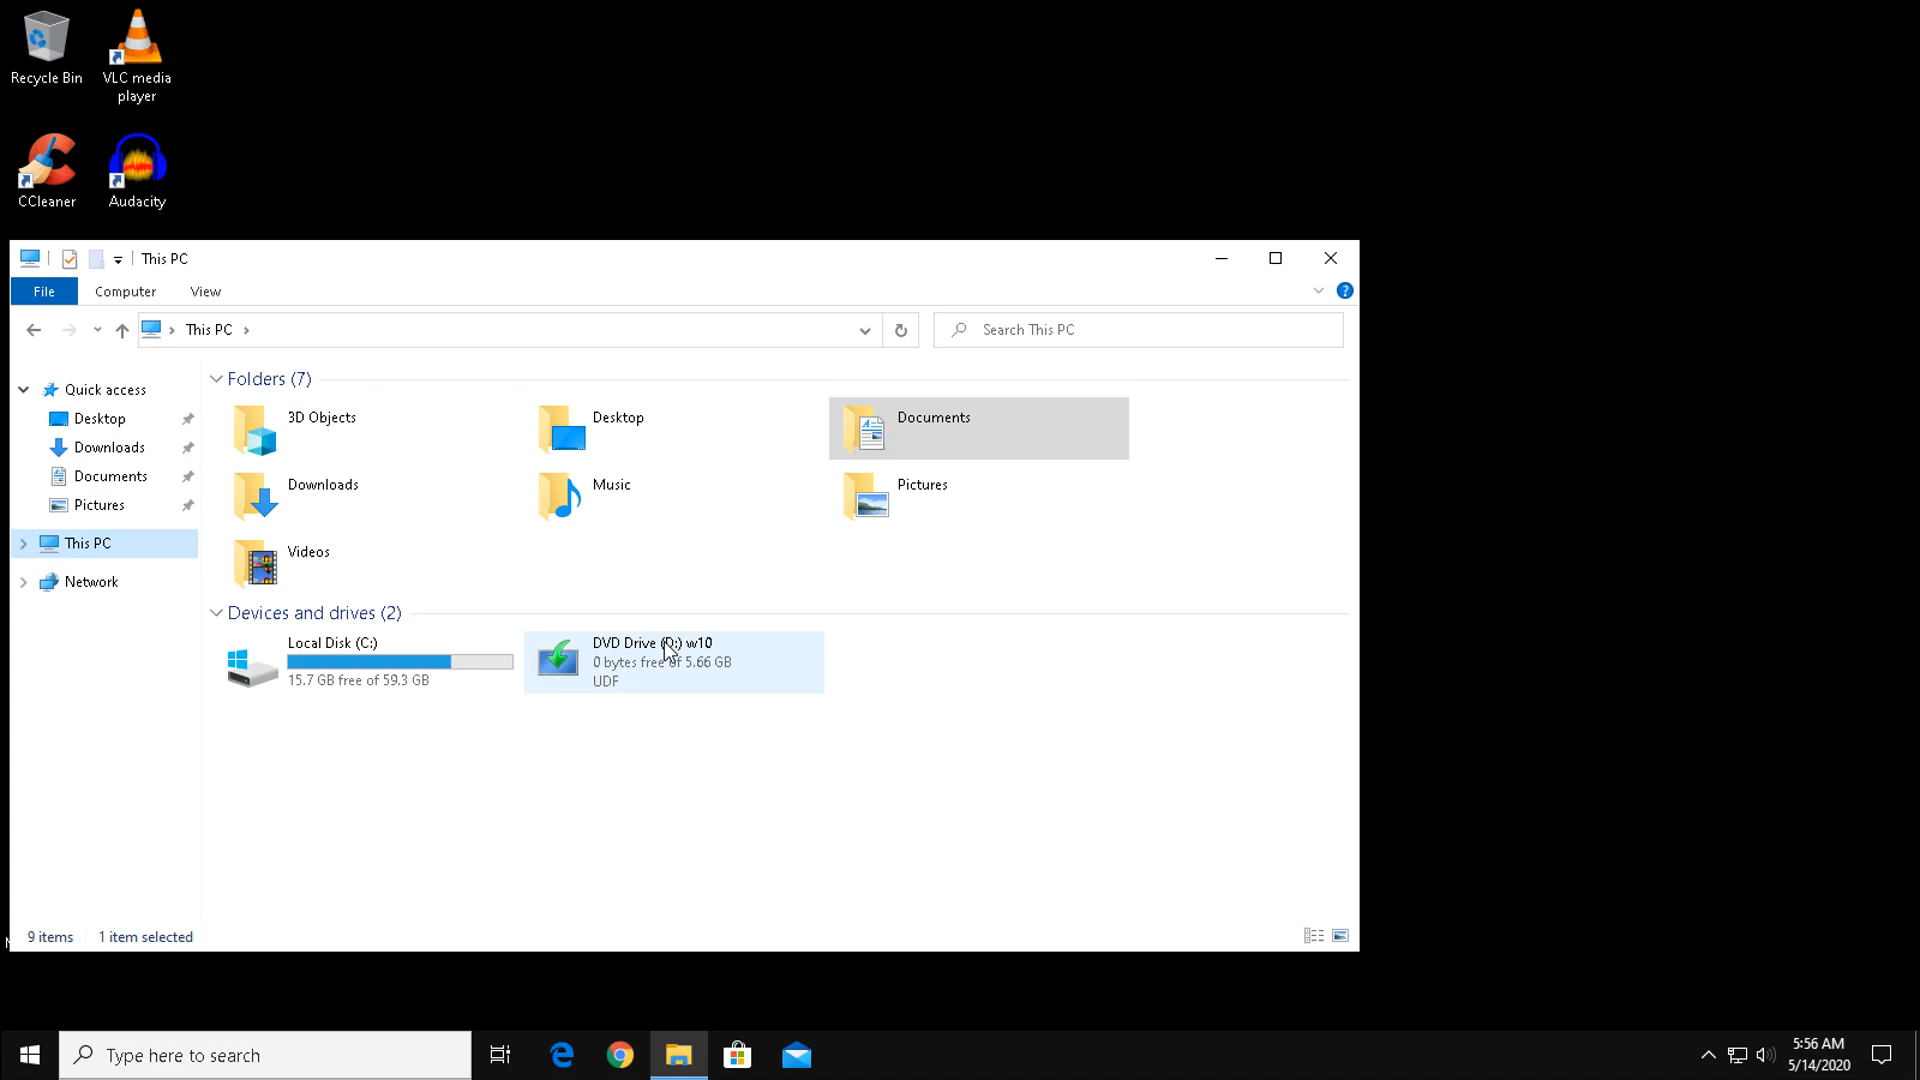 Recycle Bin
VLC media
player
CCleaner
Audacity
This PC
File
Computer
View
This PC
Search This PC
Quick access
Desktop
Downloads
Documents
Pictures
This PC
Network
Folders (7)
3D Objects
Desktop
Documents
Downloads
Music
Pictures
Videos
Devices and drives (2)
Local Disk (C:)
15.7 GB free of 59.3 GB
DVD Drive (D:) w10
0 bytes free of 5.66 GB
UDF
9 items
1 item selected
Type here to search
5:56 AM
5/14/2020